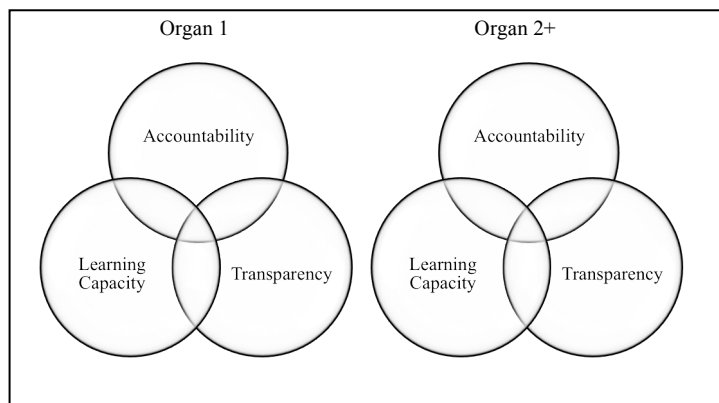 Organ 1
Organ 2+
Accountability
Accountability
Learning
Capacity
Transparency
Learning
Capacity
Transparency